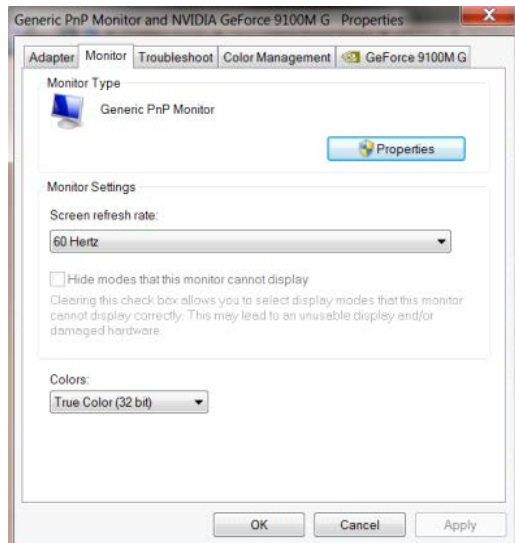 Generic PnP Monitor and NVIDIA GeForce 9100M G Properties
Adapter Monitor Troubleshoot Color Management GeForce 9100M G
Monitor Type
Generic PnP Monitor
Properties
Monitor Settings
Screen refresh rate:
60 Hertz
Hide modes that this monitor cannot display
Clearing this check box allows you to select display modes that this monitor
cannot display correctly. This may lead to an unusable display and/or
damaged hardware.
Colors:
True Color (32 bit)
OK Cancel Apply